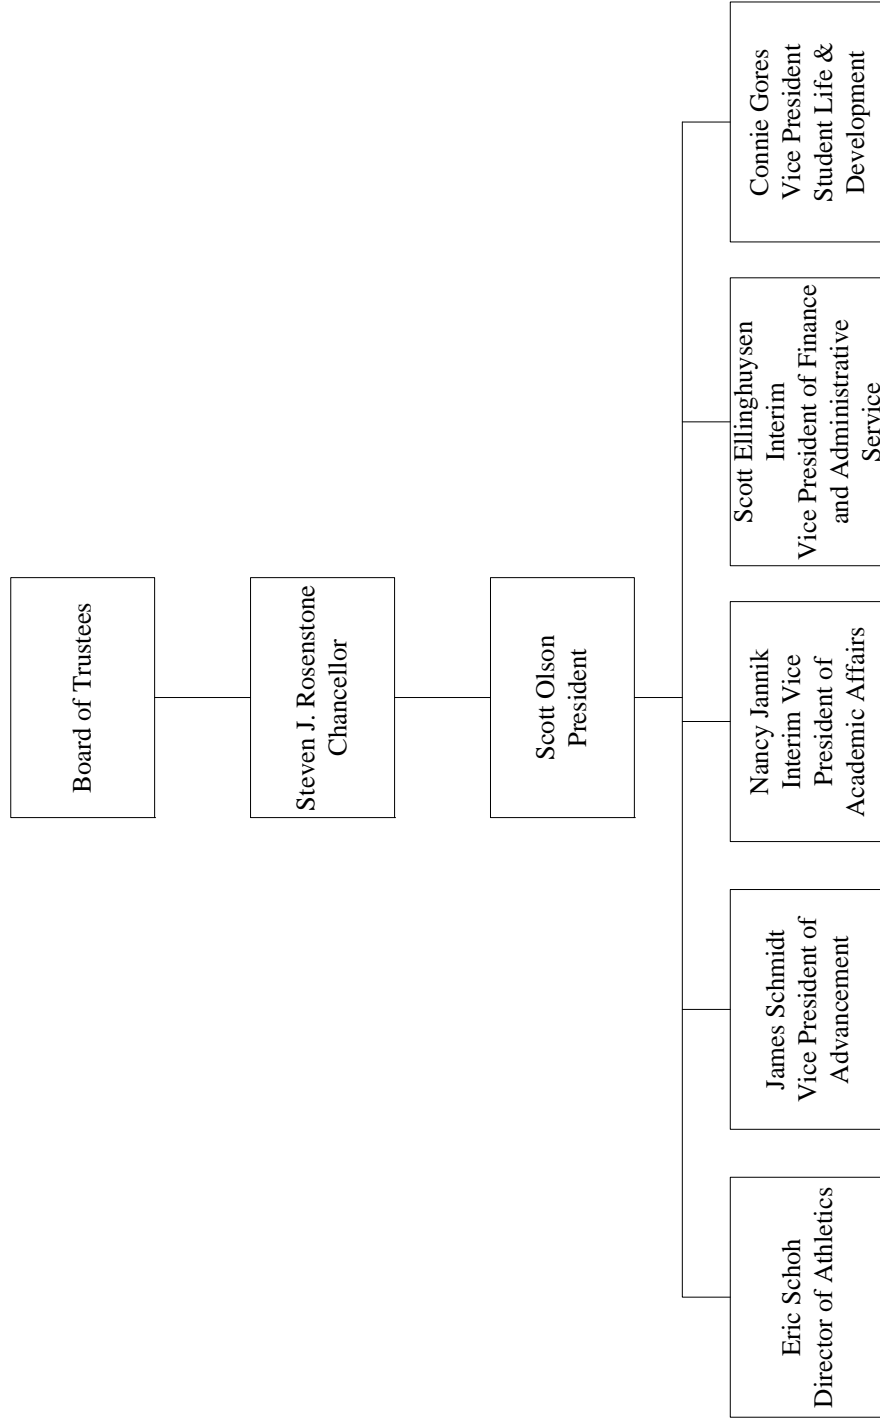 Board of Trustees
Steven J. Rosenstone
Chancellor
Scott Olson
President
Eric Schoh
Director of Athletics
James Schmidt
Vice President of
Advancement
Nancy Jannik
Interim Vice
President of
Academic Affairs
Scott Ellinghuysen
Interim
Vice President of Finance
and Administrative
Service
Connie Gores
Vice President
Student Life &
Development